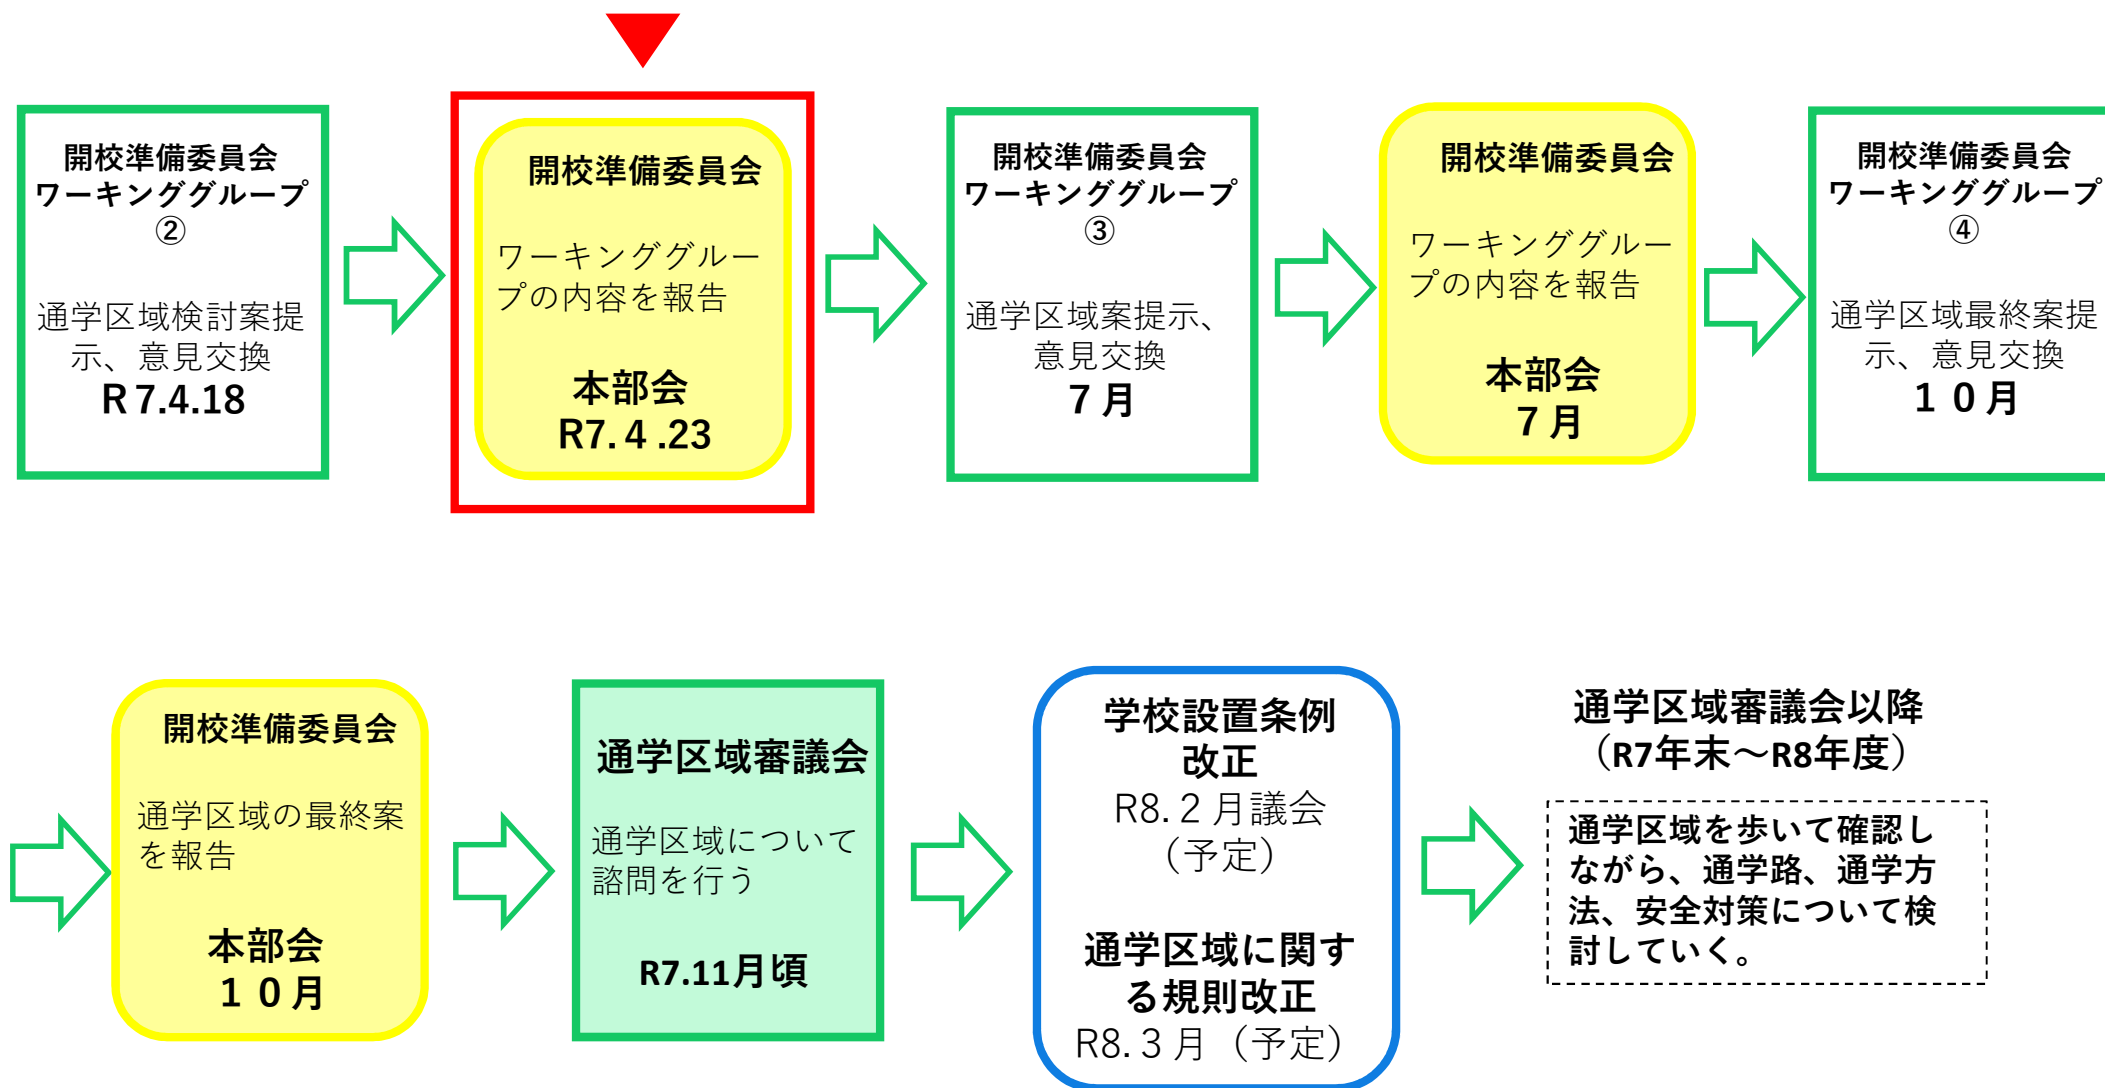 開校準備委員会
ワーキンググループ
②
通学区域検討案提
示、意見交換
R７.4.18
開校準備委員会
ワーキンググルー
プの内容を報告
本部会
R7.４.23
開校準備委員会
ワーキンググループ
③
通学区域案提示、
意見交換
７月
開校準備委員会
ワーキンググルー
プの内容を報告
本部会
７月
開校準備委員会
ワーキンググループ
④
通学区域最終案提
示、意見交換
１０月
開校準備委員会
通学区域の最終案
を報告
本部会
１０月
通学区域審議会
通学区域について
諮問を行う
R7.11月頃
学校設置条例
改正
R8.２月議会
（予定）
通学区域に関す
る規則改正
R8.３月（予定）
通学区域審議会以降
（R7年末～R8年度）
通学区域を歩いて確認し
ながら、通学路、通学方
法、安全対策について検
討していく。